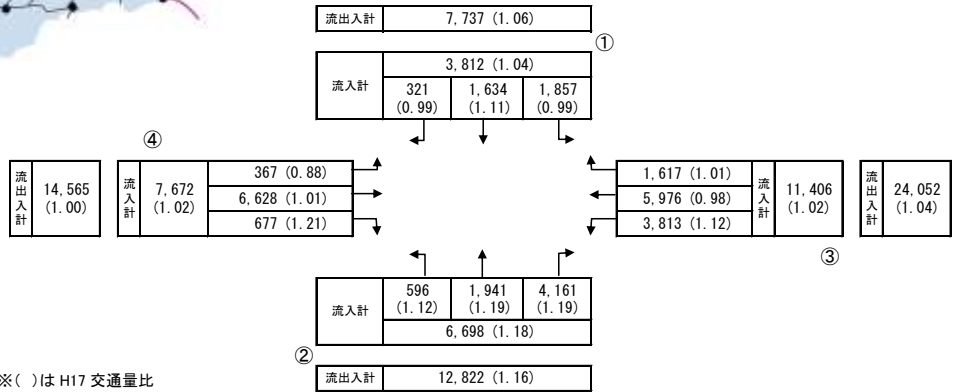 流出入計 7,737 (1.06)
①
流入計
3,812 (1.04)
321 1,634 1,857
(0.99) (1.11) (0.99)
④
流出入計
14,565
(1.00)
流入計
7,672
(1.02)
367 (0.88)
6,628 (1.01)
677 (1.21)
1,617 (1.01)
5,976 (0.98)
3,813 (1.12)
流入計
11,406
(1.02)
流出入計
24,052
(1.04)
③
流入計
596 1,941 4,161
(1.12) (1.19) (1.19)
6,698 (1.18)
②
流出入計 12,822 (1.16)
※( )は H17 交通量比